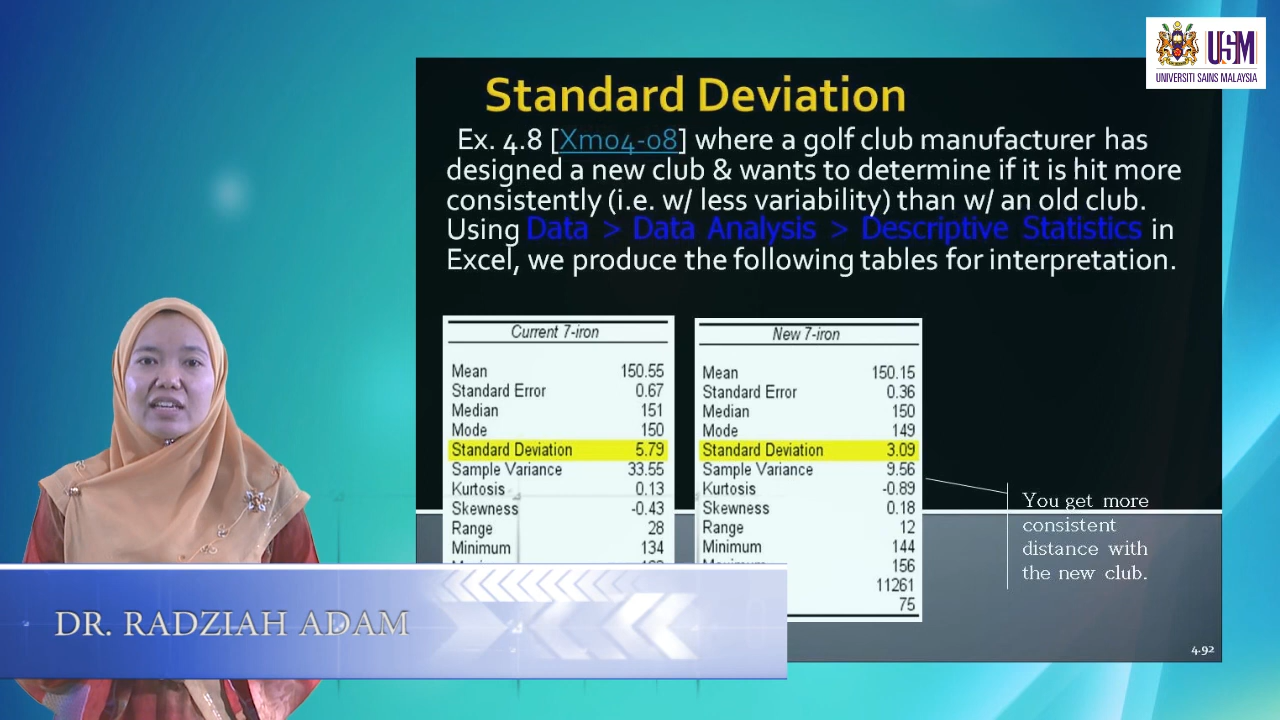 USM
UNIVERSITI SAINS MALAYSIA
Standard Deviation
Ex. 4.8 [Xm04-08] where a golf club manufacturer has
designed a new club & wants to determine if it is hit more
consistently (i.e. w/ less variability) than w/ an old club.
Using Data > Data Analysis > Descriptive Statistics in
Excel, we produce the following tables for interpretation.
Current 7-iron
Mean 150.55
Standard Error 0.67
Median 151
Mode 150
Standard Deviation 5.79
Sample Variance 33.55
Kurtosis 0.13
Skewness -0.43
Range 28
Minimum 134
New 7-iron
Mean 150.15
Standard Error 0.36
Median 150
Mode 149
Standard Deviation 3.09
Sample Variance 9.56
Kurtosis -0.89
Skewness 0.18
Range 12
Minimum 144
156
11261
75
You get more
consistent
distance with
the new club.
DR. RADZIAH ADAM
4.92